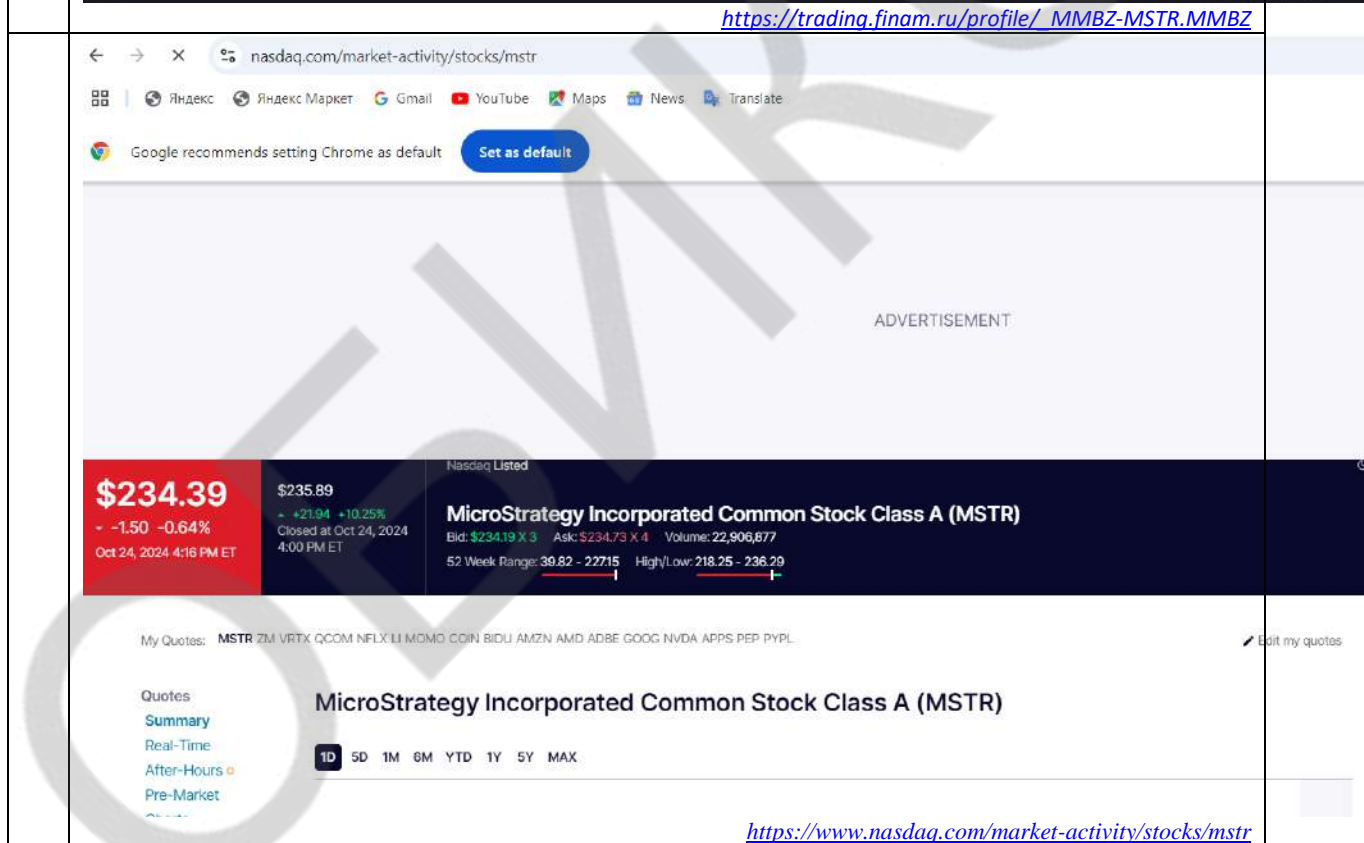 https://trading.finam.ru/profile/_MMBZ-MSTR.MMBZ
nasdaq.com/market-activity/stocks/mstr
Яндекс Яндекс Маркет Gmail YouTube Maps News Translate
Google recommends setting Chrome as default Set as default
ADVERTISEMENT
Nasdaq Listed
$234.39
-1.50 -0.64%
Oct 24, 2024 4:16 PM ET
$235.89
+21.94 +10.25%
Closed at Oct 24, 2024
4:00 PM ET
MicroStrategy Incorporated Common Stock Class A (MSTR)
Bid: $234.19 X 3 Ask: $234.73 X 4 Volume: 22,906,877
52 Week Range: 39.82 - 227.15 High/Low: 218.25 - 236.29
My Quotes: MSTR ZM VRTX QCOM NFLX LI MOMO COIN BIDU AMZN AMD ADBE GOOG NVDA APPS PEP PYPL
Edit my quotes
Quotes
Summary
Real-Time
After-Hours
Pre-Market
MicroStrategy Incorporated Common Stock Class A (MSTR)
1D 5D 1M 6M YTD 1Y 5Y MAX
https://www.nasdaq.com/market-activity/stocks/mstr